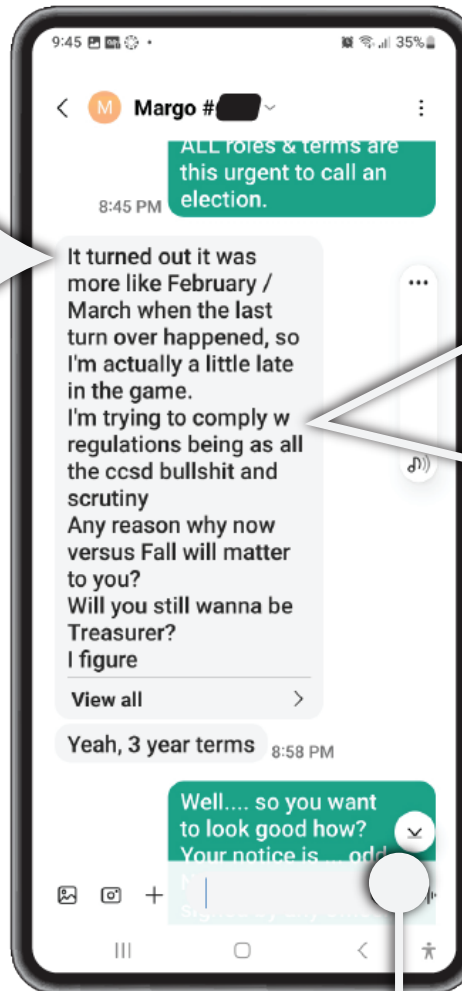 9:45
35%
M Margo #
ALL roles & terms are
this urgent to call an
election.
8:45 PM
It turned out it was
more like February /
March when the last
turn over happened, so
I'm actually a little late
in the game.
I'm trying to comply w
regulations being as all
the ccsd bullshit and
scrutiny
Any reason why now
versus Fall will matter
to you?
Will you still wanna be
Treasurer?
I figure
View all
Yeah, 3 year terms
8:58 PM
Well.... so you want
to look good how?
Your notice is ... odd